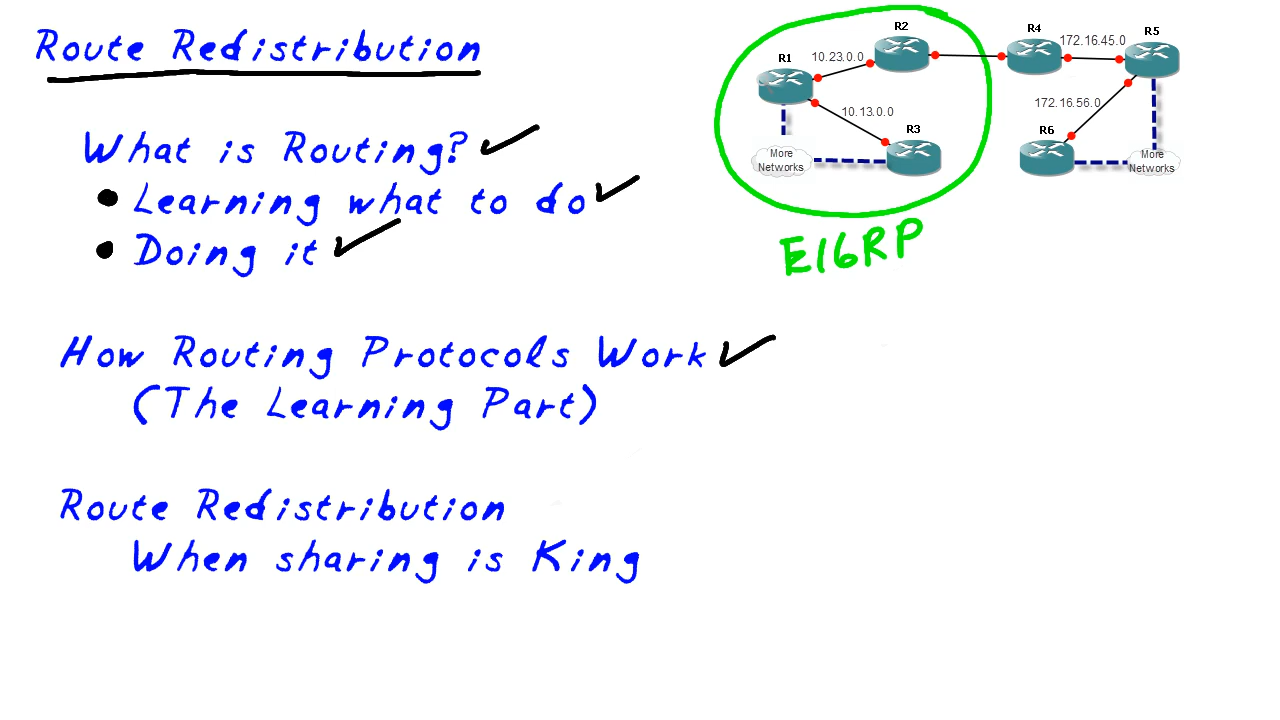 Route Redistribution
What is Routing?
• Learning what to do
• Doing it
How Routing Protocols Work
(The Learning Part)
Route Redistribution
When sharing is King
R1
R2
R3
R4
R5
R6
10.23.0.0
10.13.0.0
172.16.45.0
172.16.56.0
More
Networks
More
Networks
EIGRP